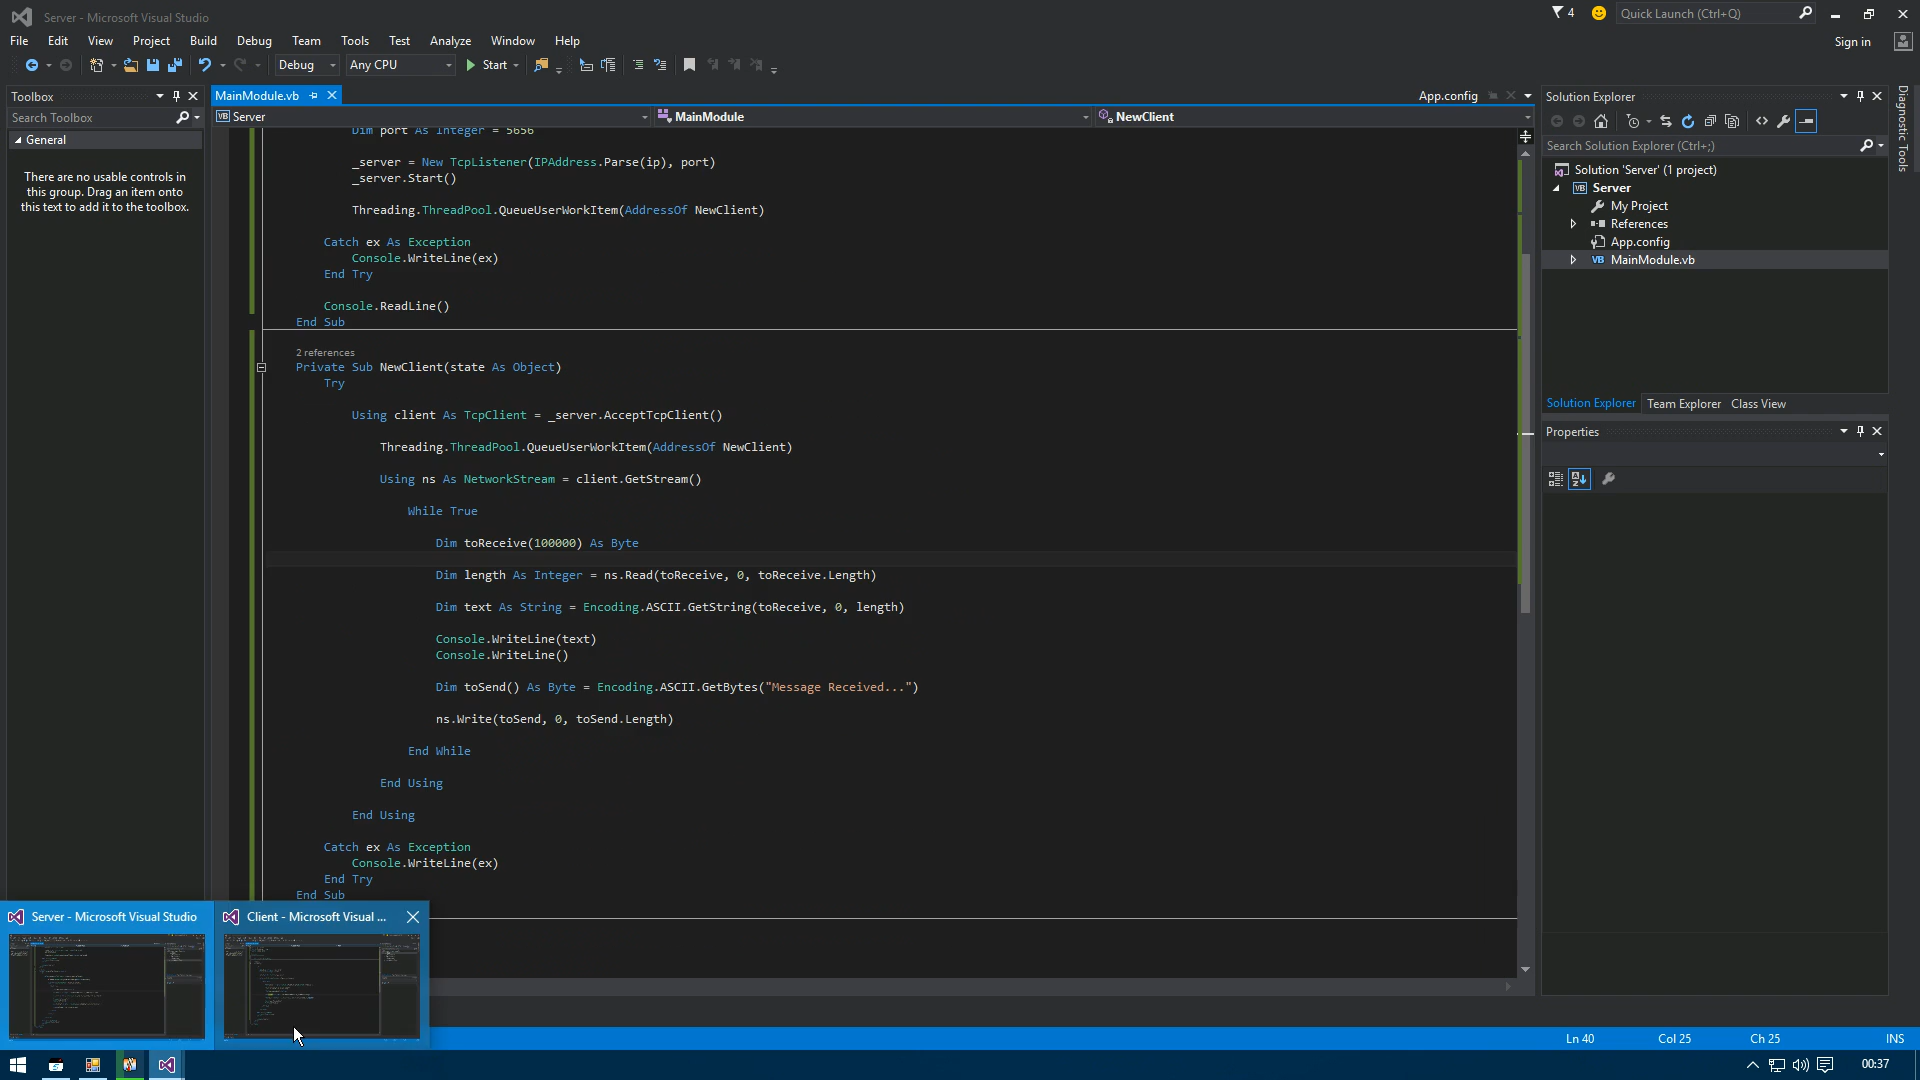 Server - Microsoft Visual Studio
4
Quick Launch (Ctrl+Q)
File Edit View Project Build Debug Team Tools Test Analyze Window Help
Sign in
Debug Any CPU Start
Toolbox
Search Toolbox
General
There are no usable controls in
this group. Drag an item onto
this text to add it to the toolbox.
MainModule.vb
App.config
Server MainModule NewClient
Dim port As Integer = 5656
_server = New TcpListener(IPAddress.Parse(ip), port)
_server.Start()
Threading.ThreadPool.QueueUserWorkItem(AddressOf NewClient)
Catch ex As Exception
Console.WriteLine(ex)
End Try
Console.ReadLine()
End Sub
2 references
Private Sub NewClient(state As Object)
Try
Using client As TcpClient = _server.AcceptTcpClient()
Threading.ThreadPool.QueueUserWorkItem(AddressOf NewClient)
Using ns As NetworkStream = client.GetStream()
While True
Dim toReceive(100000) As Byte
Dim length As Integer = ns.Read(toReceive, 0, toReceive.Length)
Dim text As String = Encoding.ASCII.GetString(toReceive, 0, length)
Console.WriteLine(text)
Console.WriteLine()
Dim toSend() As Byte = Encoding.ASCII.GetBytes("Message Received...")
ns.Write(toSend, 0, toSend.Length)
End While
End Using
End Using
Catch ex As Exception
Console.WriteLine(ex)
End Try
End Sub
Solution Explorer
Search Solution Explorer (Ctrl+;)
Solution 'Server' (1 project)
VB Server
My Project
References
App.config
VB MainModule.vb
Solution Explorer Team Explorer Class View
Properties
Diagnostic Tools
Server - Microsoft Visual Studio
Client - Microsoft Visual ...
Ln 40 Col 25 Ch 25 INS
00:37